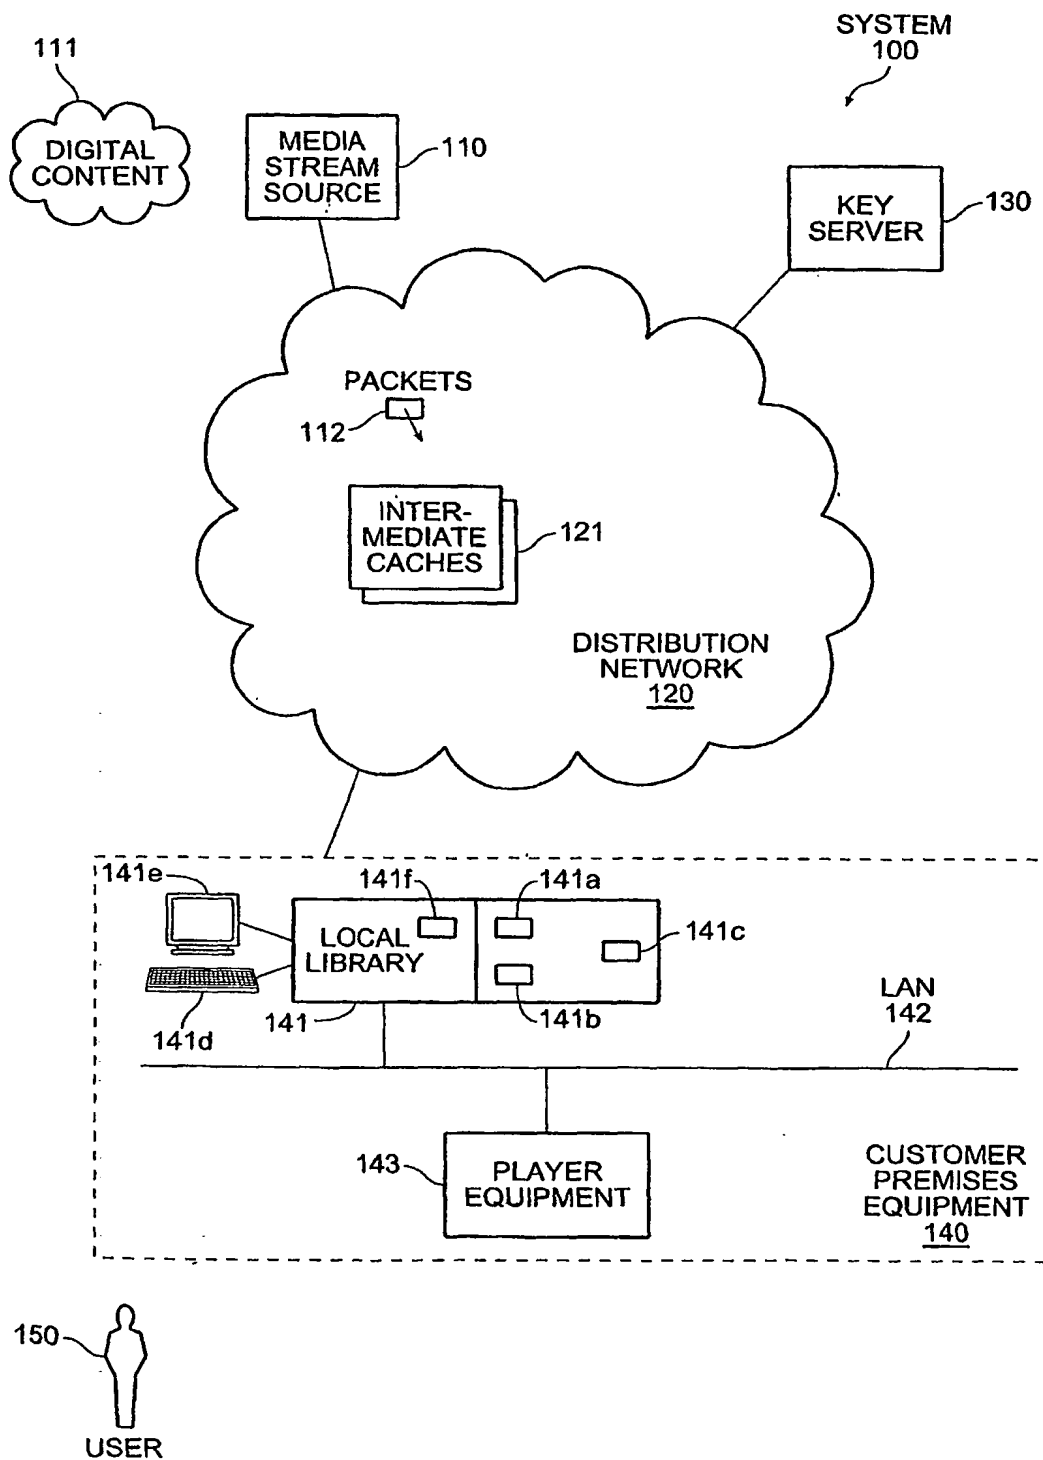 SYSTEM
100
111
DIGITAL
CONTENT
MEDIA
STREAM
SOURCE
110
KEY
SERVER
130
PACKETS
112
INTER-
MEDIATE
CACHES
121
DISTRIBUTION
NETWORK
120
141e
141f
141a
LOCAL
LIBRARY
141c
141d
141
141b
LAN
142
143
PLAYER
EQUIPMENT
CUSTOMER
PREMISES
EQUIPMENT
140
150
USER